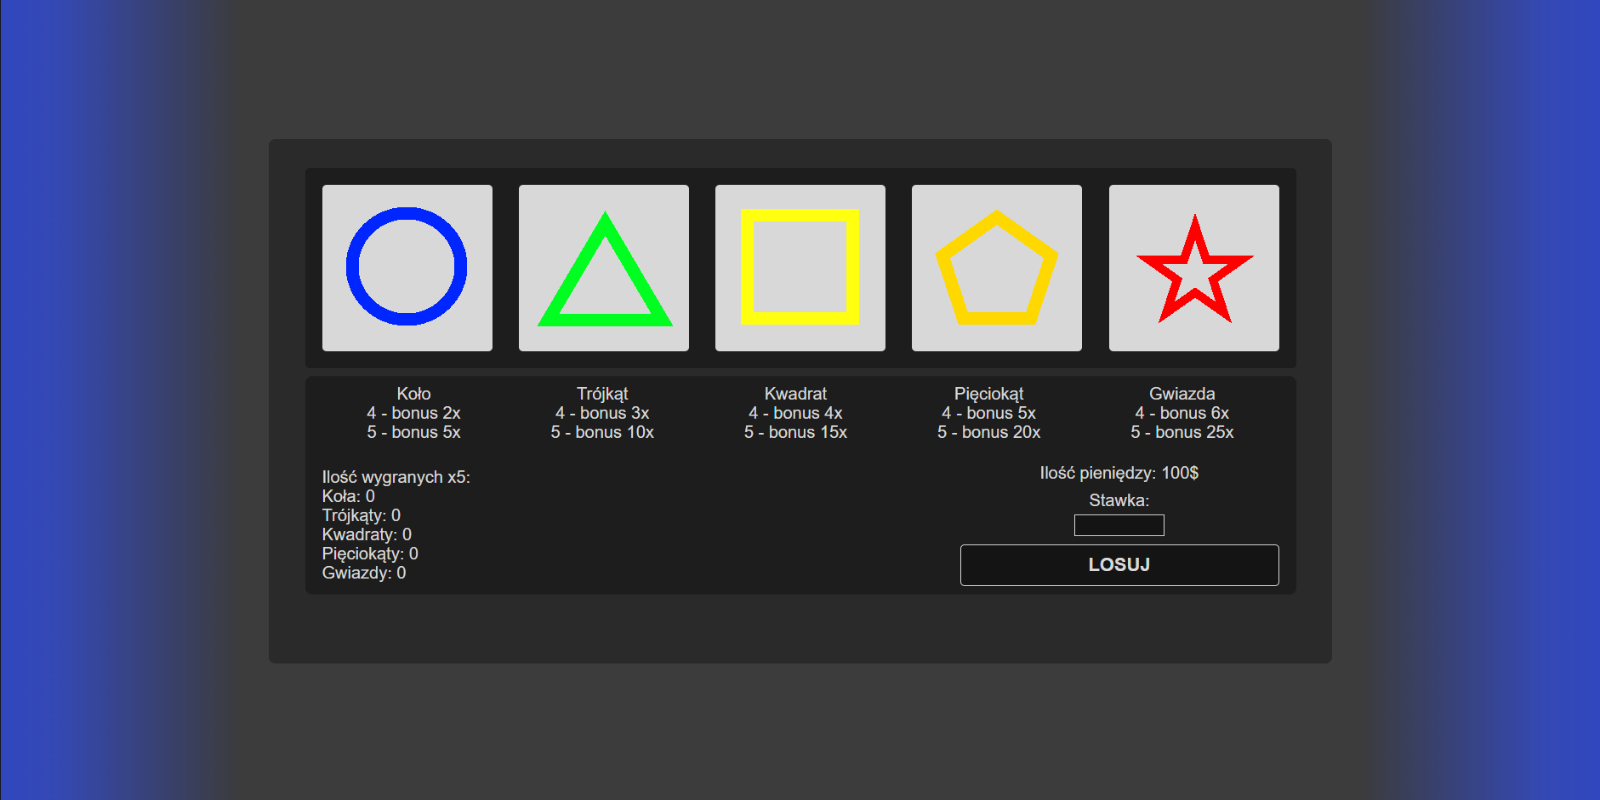 Koło
4 - bonus 2x
5 - bonus 5x
Trójkąt
4 - bonus 3x
5 - bonus 10x
Kwadrat
4 - bonus 4x
5 - bonus 15x
Pięciokąt
4 - bonus 5x
5 - bonus 20x
Gwiazda
4 - bonus 6x
5 - bonus 25x
Ilość wygranych x5:
Koła: 0
Trójkąty: 0
Kwadraty: 0
Pięciokąty: 0
Gwiazdy: 0
Ilość pieniędzy: 100$
Stawka:
LOSUJ